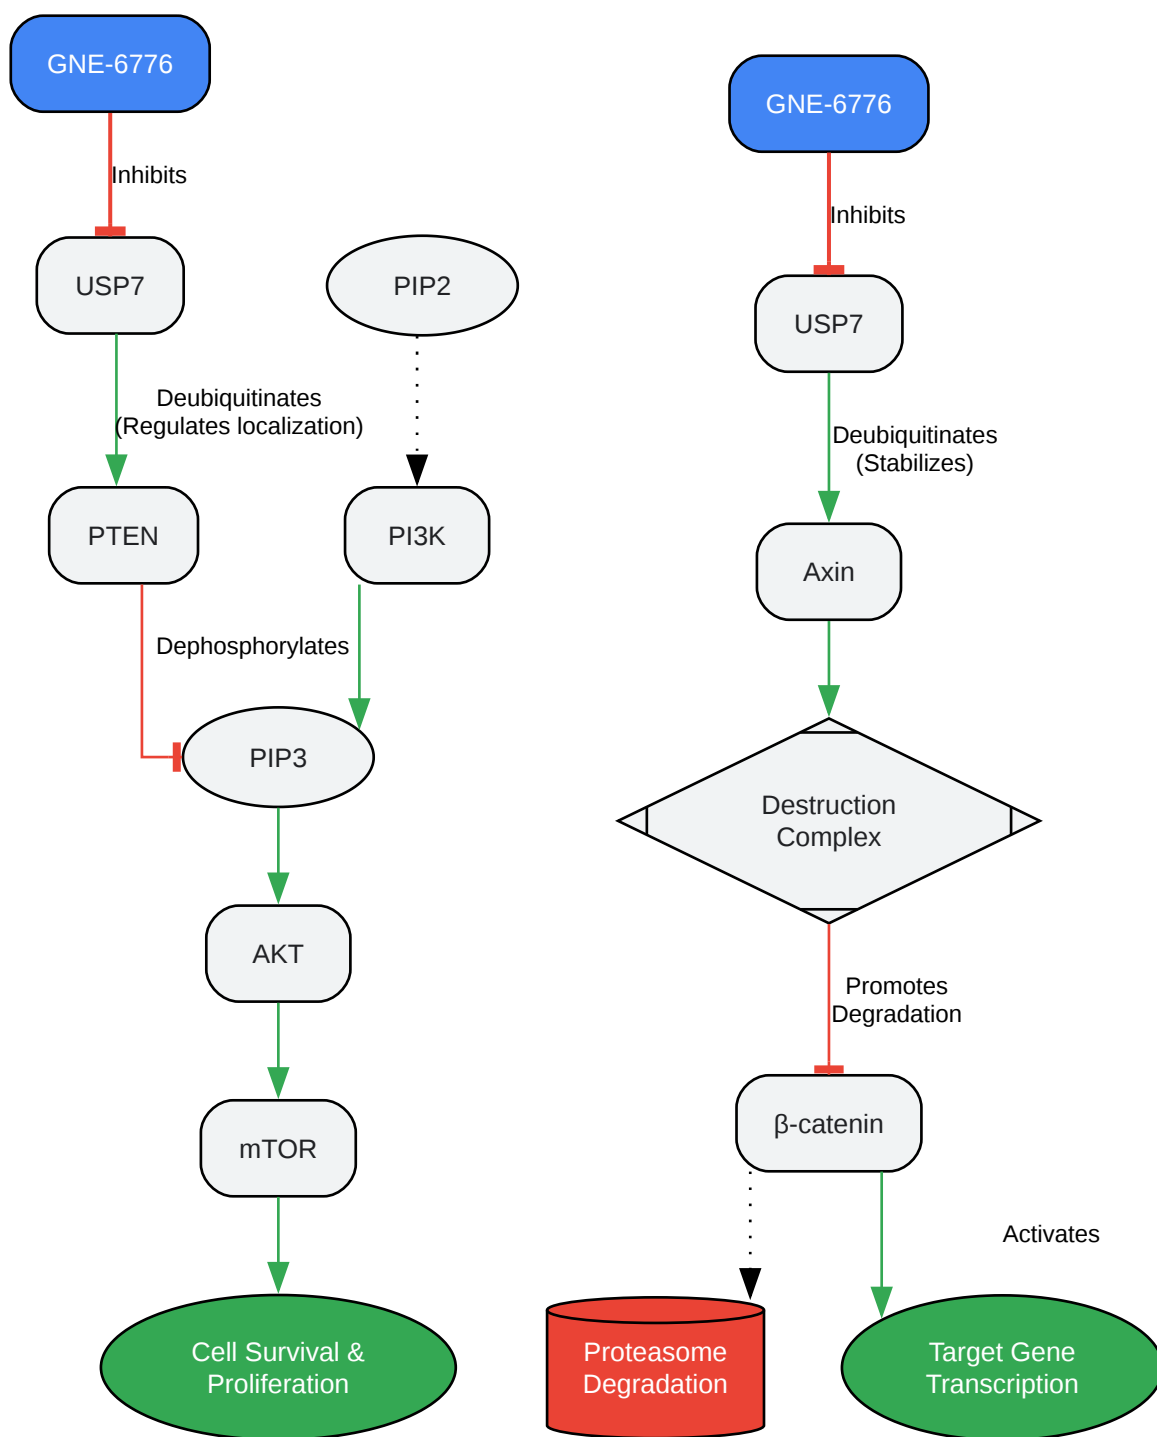 GNE-6776
Inhibits
USP7
PIP2
Deubiquitinates
(Regulates localization)
PTEN
PI3K
Dephosphorylates
PIP3
AKT
mTOR
Cell Survival &
Proliferation
GNE-6776
Inhibits
USP7
Deubiquitinates
(Stabilizes)
Axin
Destruction
Complex
Promotes
Degradation
β-catenin
Activates
Proteasome
Degradation
Target Gene
Transcription